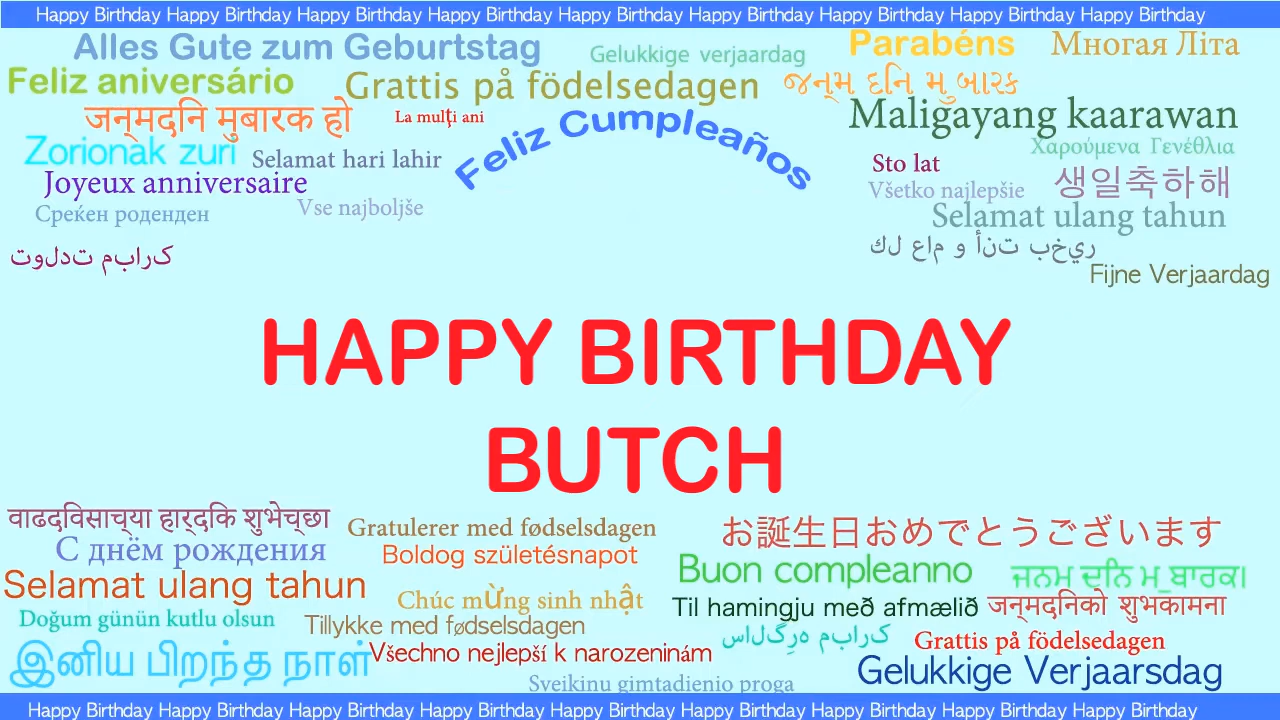 Happy Birthday Happy Birthday Happy Birthday Happy Birthday Happy Birthday Happy Birthday Happy Birthday Happy Birthday Happy Birthday
Alles Gute zum Geburtstag
Gelukkige verjaardag
Parabéns
Многая Літа
Feliz aniversário
Grattis på födelsedagen
જન્મ દનિ મુબારક
जन्मदनि मुबारक हो
La mulţi ani
Feliz Cumpleaños
Maligayang kaarawan
Zorionak zuri
Selamat hari lahir
Sto lat
Χαρούμενα Γενέθλια
Joyeux anniversaire
Všetko najlepšie
생일축하해
Среќен роденден
Vse najboljše
Selamat ulang tahun
تولدت مبارک
كل عام و أنت بخير
Fijne Verjaardag
HAPPY BIRTHDAY
BUTCH
वाढदविसाच्या हार्दकि शुभेच्छा
Gratulerer med fødselsdagen
お誕生日おめでとうございます
С днём рождения
Boldog születésnapot
Buon compleanno
ਜਨਮ ਦਨਿ ਮੁਬਾਰਕ।
Selamat ulang tahun
Chúc mừng sinh nhật
Til hamingju með afmælið
जन्मदनिको शुभकामना
Doğum günün kutlu olsun
Tillykke med fødselsdagen
سالگرہ مبارک
Grattis på födelsedagen
இனிய பிறந்த நாள்
Všechno nejlepší k narozeninám
Gelukkige Verjaarsdag
Sveikinu gimtadienio proga
Happy Birthday Happy Birthday Happy Birthday Happy Birthday Happy Birthday Happy Birthday Happy Birthday Happy Birthday Happy Birthday